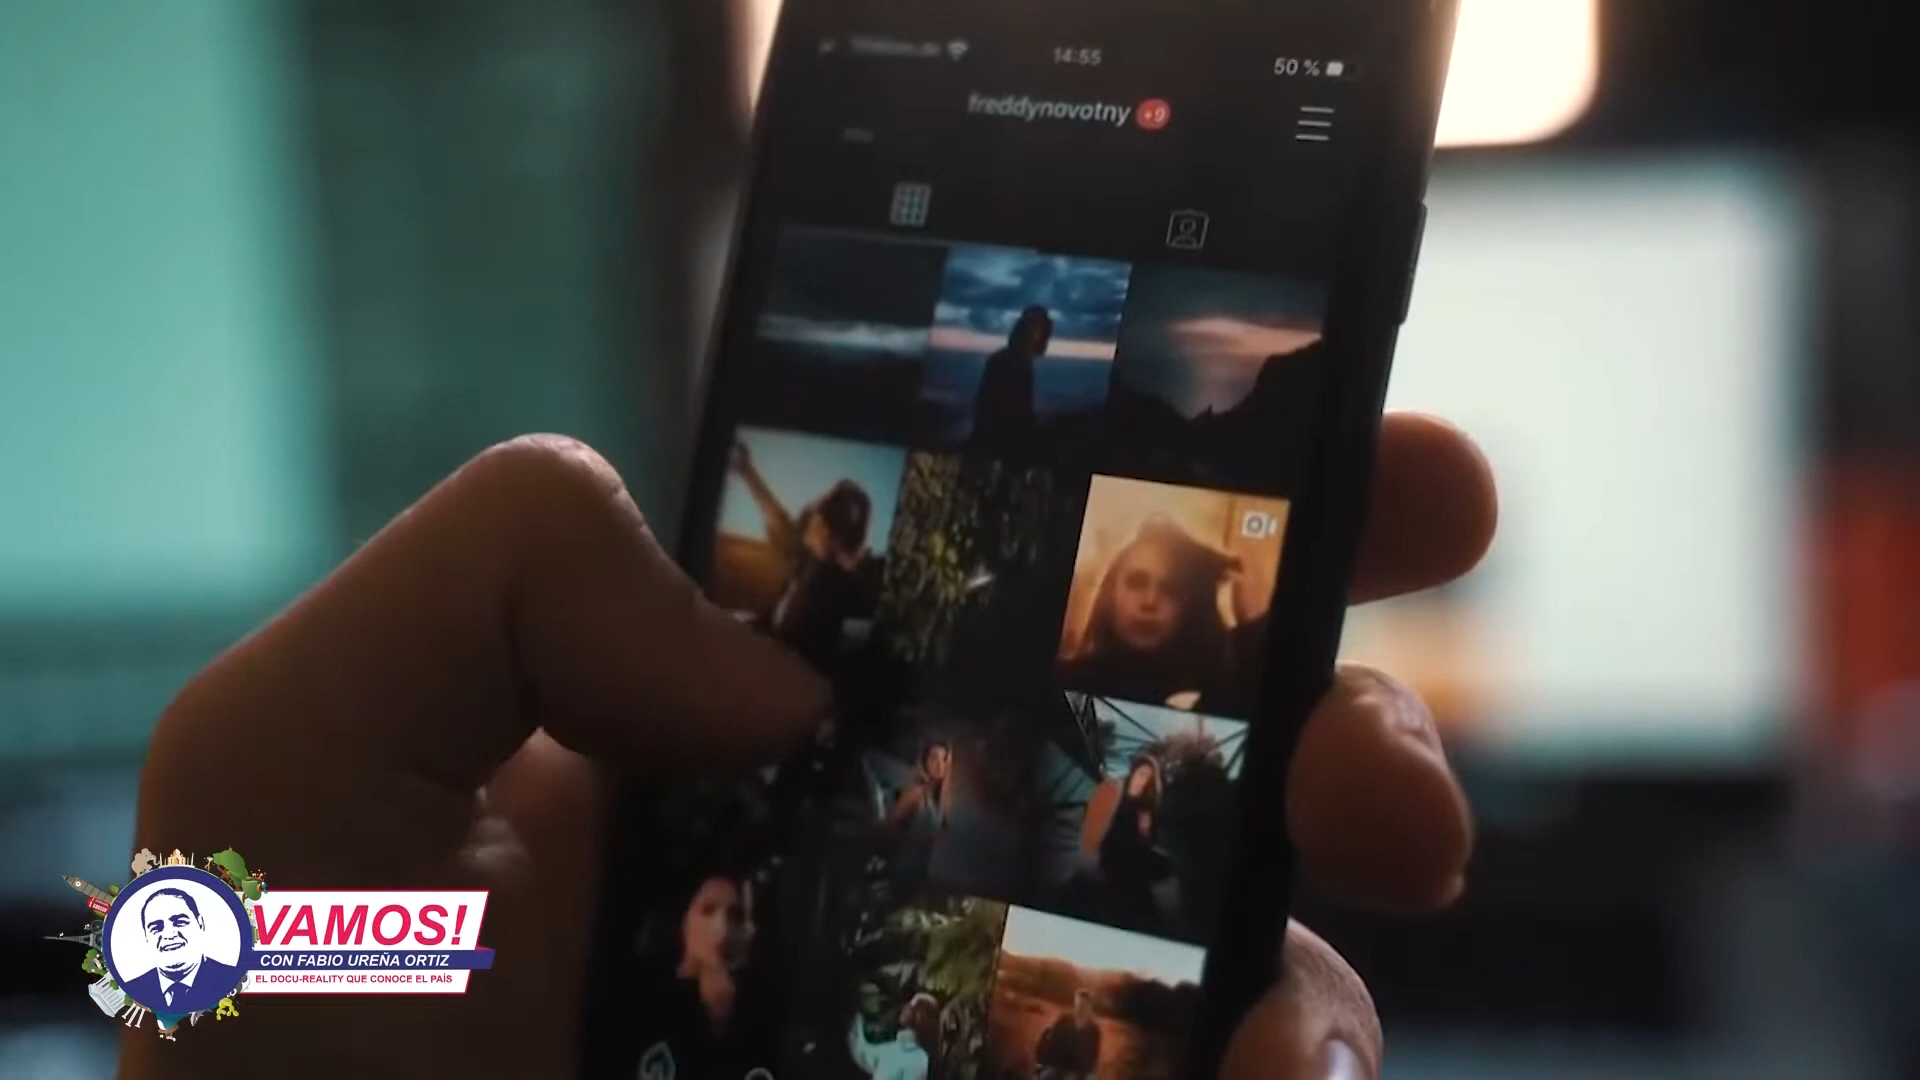 14:55
50 %
freddynovotny +9
VAMOS!
CON FABIO UREÑA ORTIZ
EL DOCU-REALITY QUE CONOCE EL PAÍS